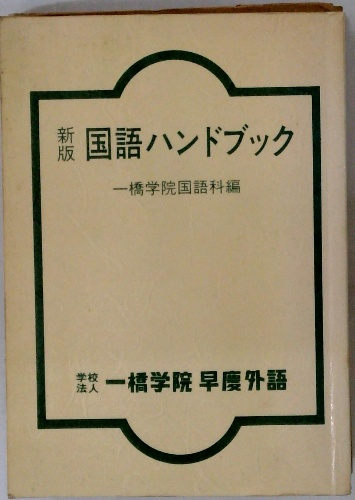 新版 国語ハンドブック
一橋学院国語科編
学校法人 一橋学院 早慶外語